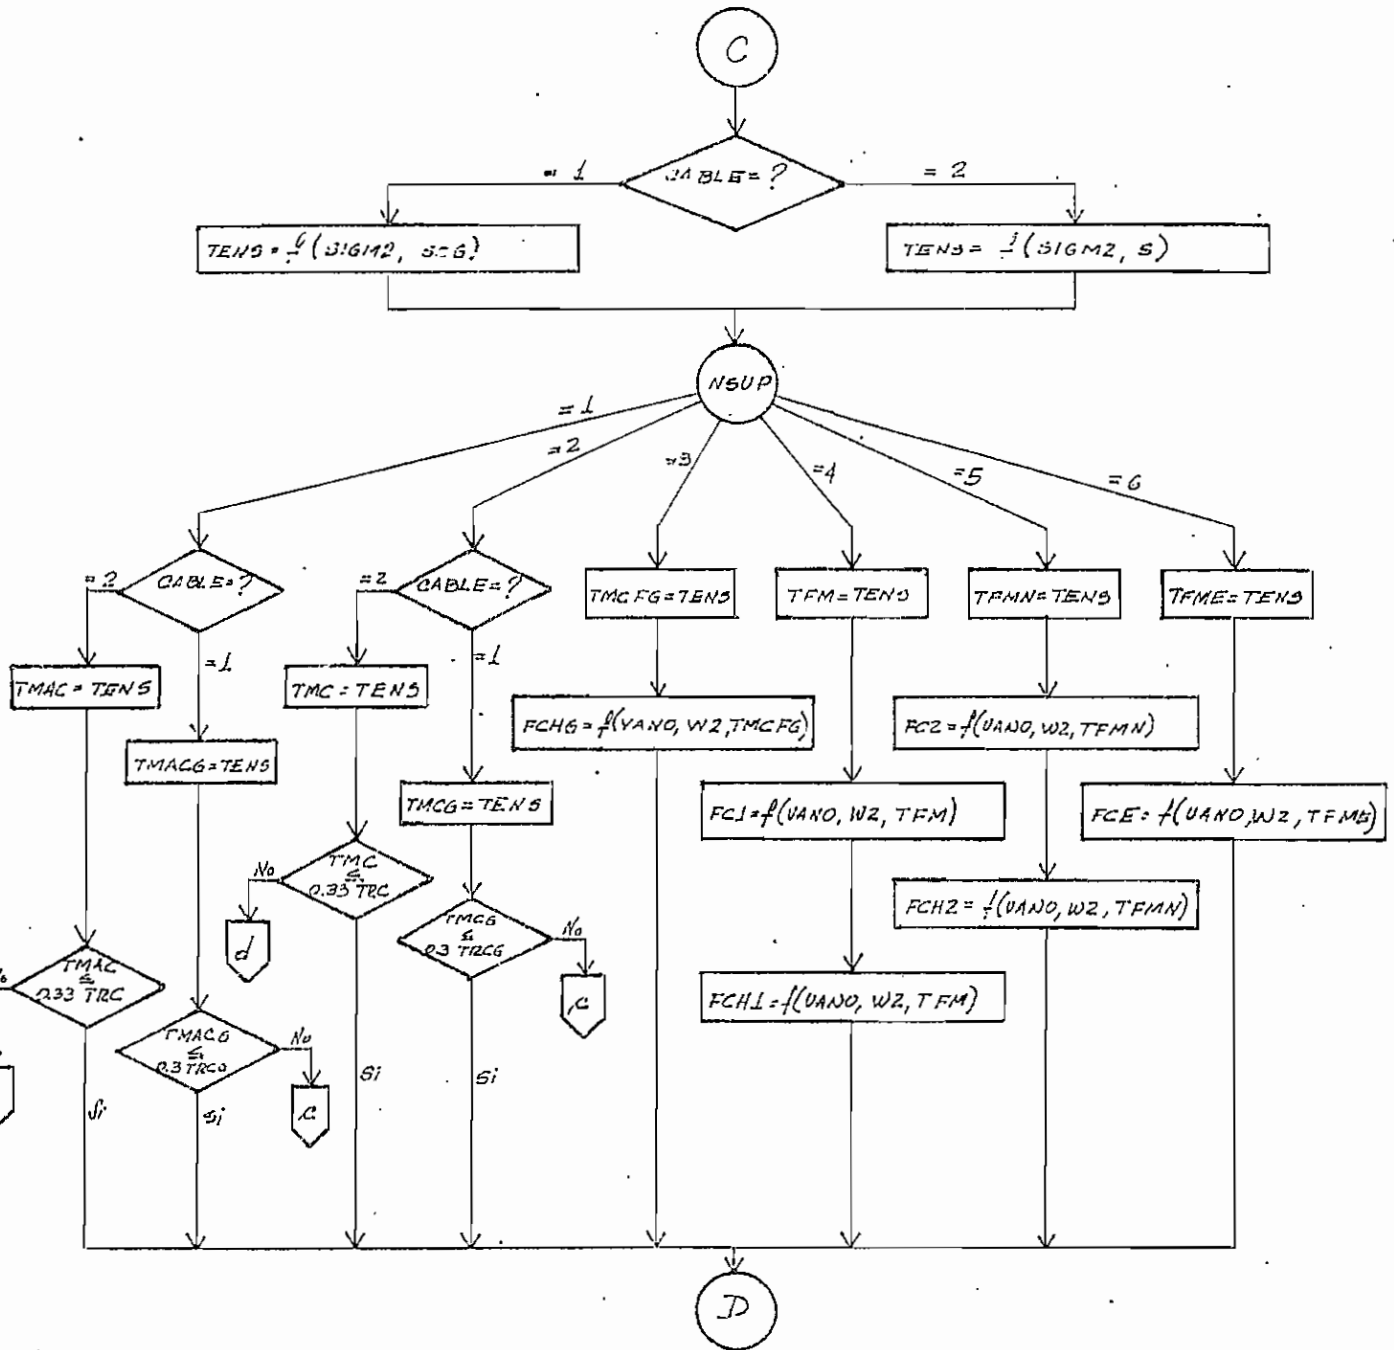 C
CABLE=?
= 1
= 2
TENS = f (SIGM2, SCG)
TENS = f (SIGM2, S)
NSUP
=1
=2
=3
=4
=5
=6
CABLE=?
=2
=1
CABLE=?
=2
=1
TMCFG=TENS
TFM=TENS
TFMN=TENS
TFME=TENS
TMAC=TENS
TMC=TENS
FCHG=f(VANO, W2, TMCFG)
FC2=f(VANO, W2, TFMN)
TMACG=TENS
TMCG=TENS
FC1=f(VANO, W2, TFM)
FCE=f(VANO, W2, TFME)
TMC
≤
0.33 TRC
No
Si
d
FCH2=f(VANO, W2, TFMN)
TMCG
≤
0.3 TRCG
No
Si
c
TMAC
≤
0.33 TRC
Si
FCH1=f(VANO, W2, TFM)
TMACG
≤
0.3 TRCG
No
Si
c
D